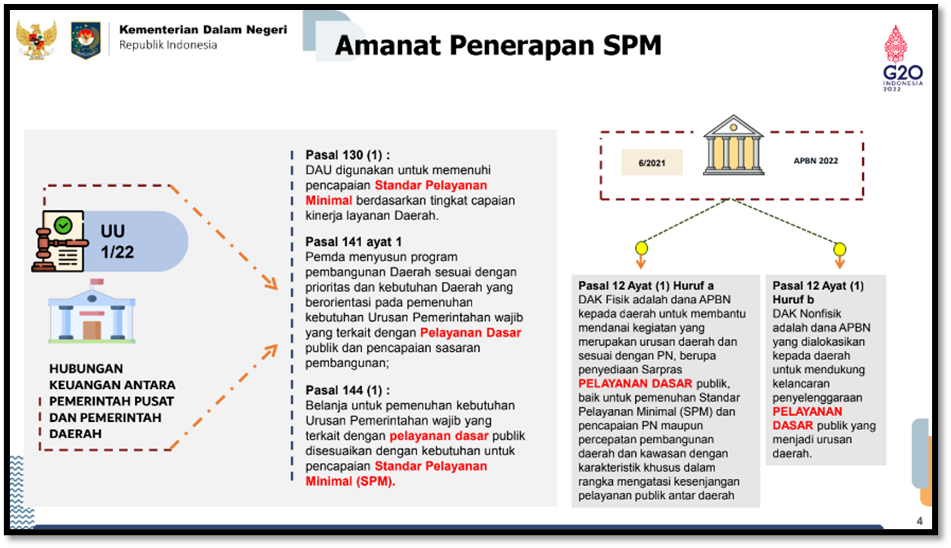 Kementerian Dalam Negeri
Republik Indonesia
Amanat Penerapan SPM
G20
INDONESIA
2022
UU
1/22
HUBUNGAN
KEUANGAN ANTARA
PEMERINTAH PUSAT
DAN PEMERINTAH
DAERAH
Pasal 130 (1) :
DAU digunakan untuk memenuhi
pencapaian Standar Pelayanan
Minimal berdasarkan tingkat capaian
kinerja layanan Daerah.
Pasal 141 ayat 1
Pemda menyusun program
pembangunan Daerah sesuai dengan
prioritas dan kebutuhan Daerah yang
berorientasi pada pemenuhan
kebutuhan Urusan Pemerintahan wajib
yang terkait dengan Pelayanan Dasar
publik dan pencapaian sasaran
pembangunan;
Pasal 144 (1) :
Belanja untuk pemenuhan kebutuhan
Urusan Pemerintahan wajib yang
terkait dengan pelayanan dasar publik
disesuaikan dengan kebutuhan untuk
pencapaian Standar Pelayanan
Minimal (SPM).
6/2021
APBN 2022
Pasal 12 Ayat (1) Huruf a
DAK Fisik adalah dana APBN
kepada daerah untuk membantu
mendanai kegiatan yang
merupakan urusan daerah dan
sesuai dengan PN, berupa
penyediaan Sarpras
PELAYANAN DASAR publik,
baik untuk pemenuhan Standar
Pelayanan Minimal (SPM) dan
pencapaian PN maupun
percepatan pembangunan
daerah dan kawasan dengan
karakteristik khusus dalam
rangka mengatasi kesenjangan
pelayanan publik antar daerah
Pasal 12 Ayat (1)
Huruf b
DAK Nonfisik
adalah dana APBN
yang dialokasikan
kepada daerah
untuk mendukung
kelancaran
penyelenggaraan
PELAYANAN
DASAR publik yang
menjadi urusan
daerah.
4